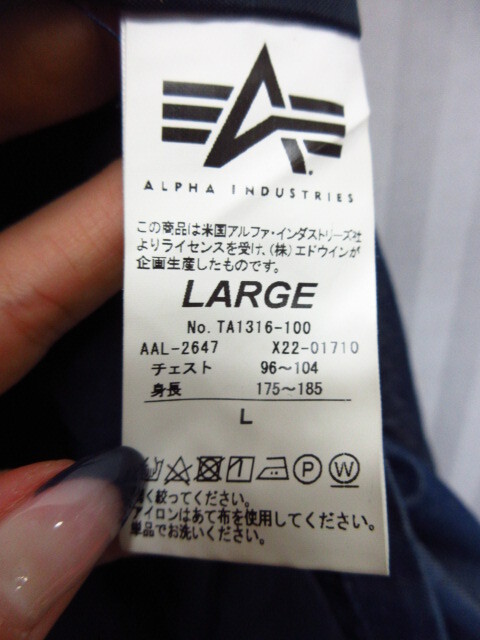 ALPHA INDUSTRIES
この商品は米国アルファ・インダストリーズ社
よりライセンスを受け、(株)エドウインが
企画生産したものです。
LARGE
No. TA1316-100
AAL-2647 X22-01710
チェスト 96〜104
身長 175〜185
L
P W
く絞ってください。
アイロンはあて布を使用してください。
単品でお洗いください。